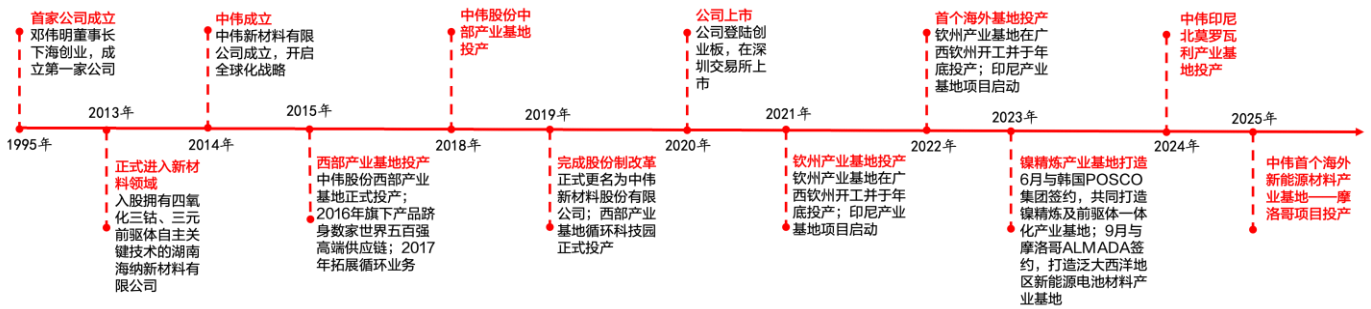 首家公司成立
邓伟明董事长
下海创业，成
立第一家公司
中伟成立
中伟新材料有限
公司成立，开启
全球化战略
中伟股份中
部产业基地
投产
公司上市
公司登陆创
业板，在深
圳交易所上
市
首个海外基地投产
钦州产业基地在广
西钦州开工并于年
底投产；印尼产业
基地项目启动
中伟印尼
北莫罗瓦
利产业基
地投产
2013年
2015年
2019年
2021年
2023年
2025年
1995年
2014年
2018年
2020年
2022年
2024年
正式进入新材
料领域
入股拥有四氧
化三钴、三元
前驱体自主关
键技术的湖南
海纳新材料有
限公司
西部产业基地投产
中伟股份西部产业
基地正式投产；
2016年旗下产品跻
身数家世界五百强
高端供应链；2017
年拓展循环业务
完成股份制改革
正式更名为中伟
新材料股份有限
公司；西部产业
基地循环科技园
正式投产
钦州产业基地投产
钦州产业基地在广
西钦州开工并于年
底投产；印尼产业
基地项目启动
镍精炼产业基地打造
6月与韩国POSCO
集团签约，共同打造
镍精炼及前驱体一体
化产业基地；9月与
摩洛哥ALMADA签
约，打造泛大西洋地
区新能源电池材料产
业基地
中伟首个海外
新能源材料产
业基地——摩
洛哥项目投产